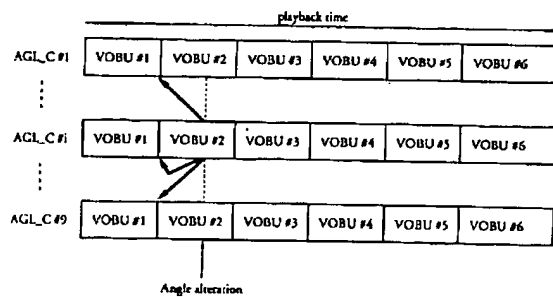 playback time
AGL_C #1 VOBU #1 VOBU #2 VOBU #3 VOBU #4 VOBU #5 VOBU #6
AGL_C #i VOBU #1 VOBU #2 VOBU #3 VOBU #4 VOBU #5 VOBU #6
AGL_C #9 VOBU #1 VOBU #2 VOBU #3 VOBU #4 VOBU #5 VOBU #6
Angle alteration